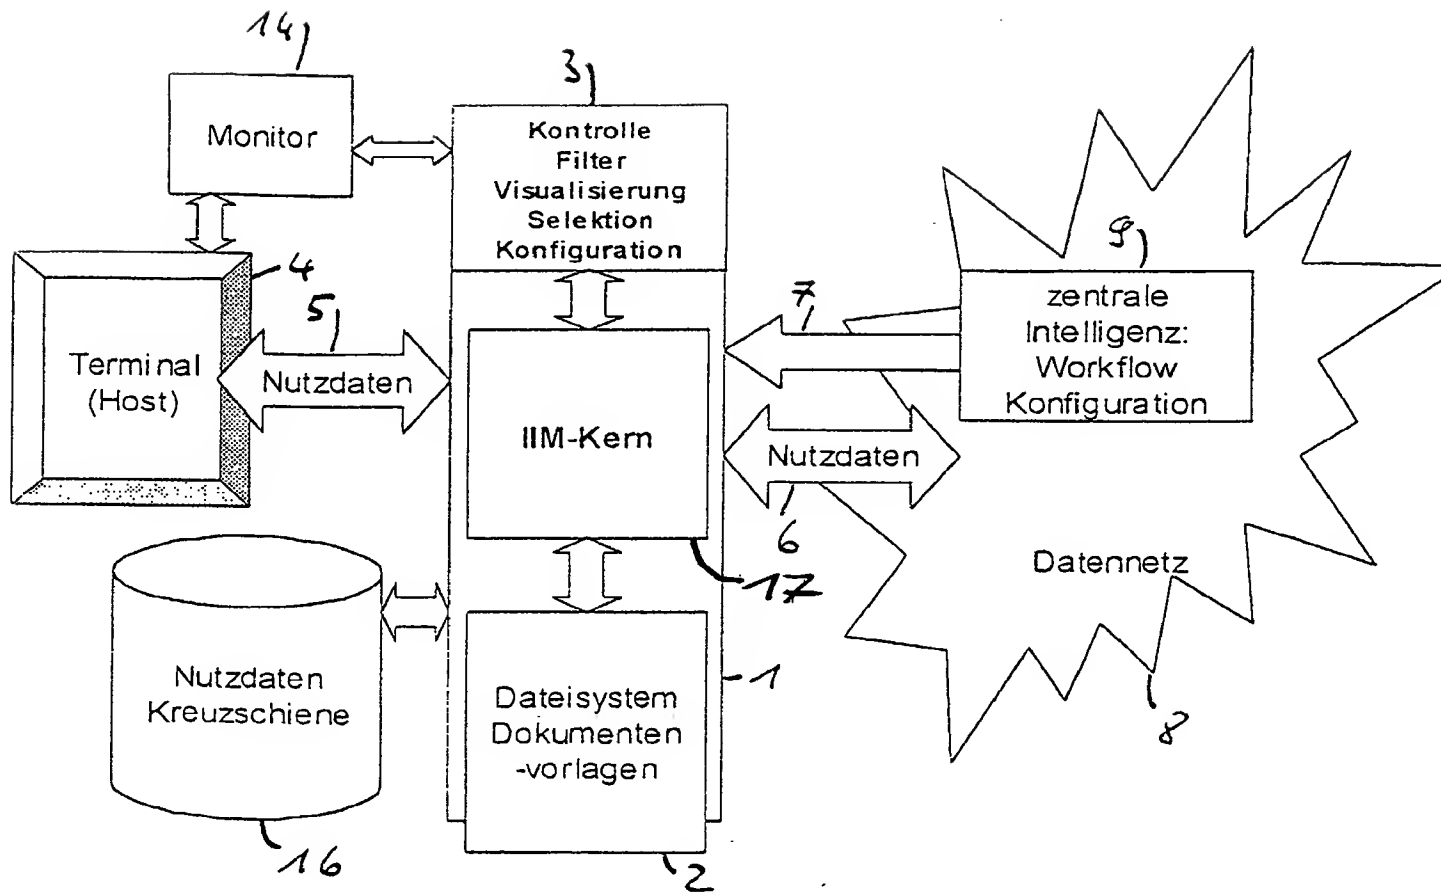 14
Monitor
3
Kontrolle
Filter
Visualisierung
Selektion
Konfiguration
4
Terminal
(Host)
5
Nutzdaten
IIM-Kern
7
9
zentrale
Intelligenz:
Workflow
Konfiguration
Nutzdaten
6
17
Datennetz
8
Nutzdaten
Kreuzschiene
16
Dateisystem
Dokumenten
-vorlagen
1
2